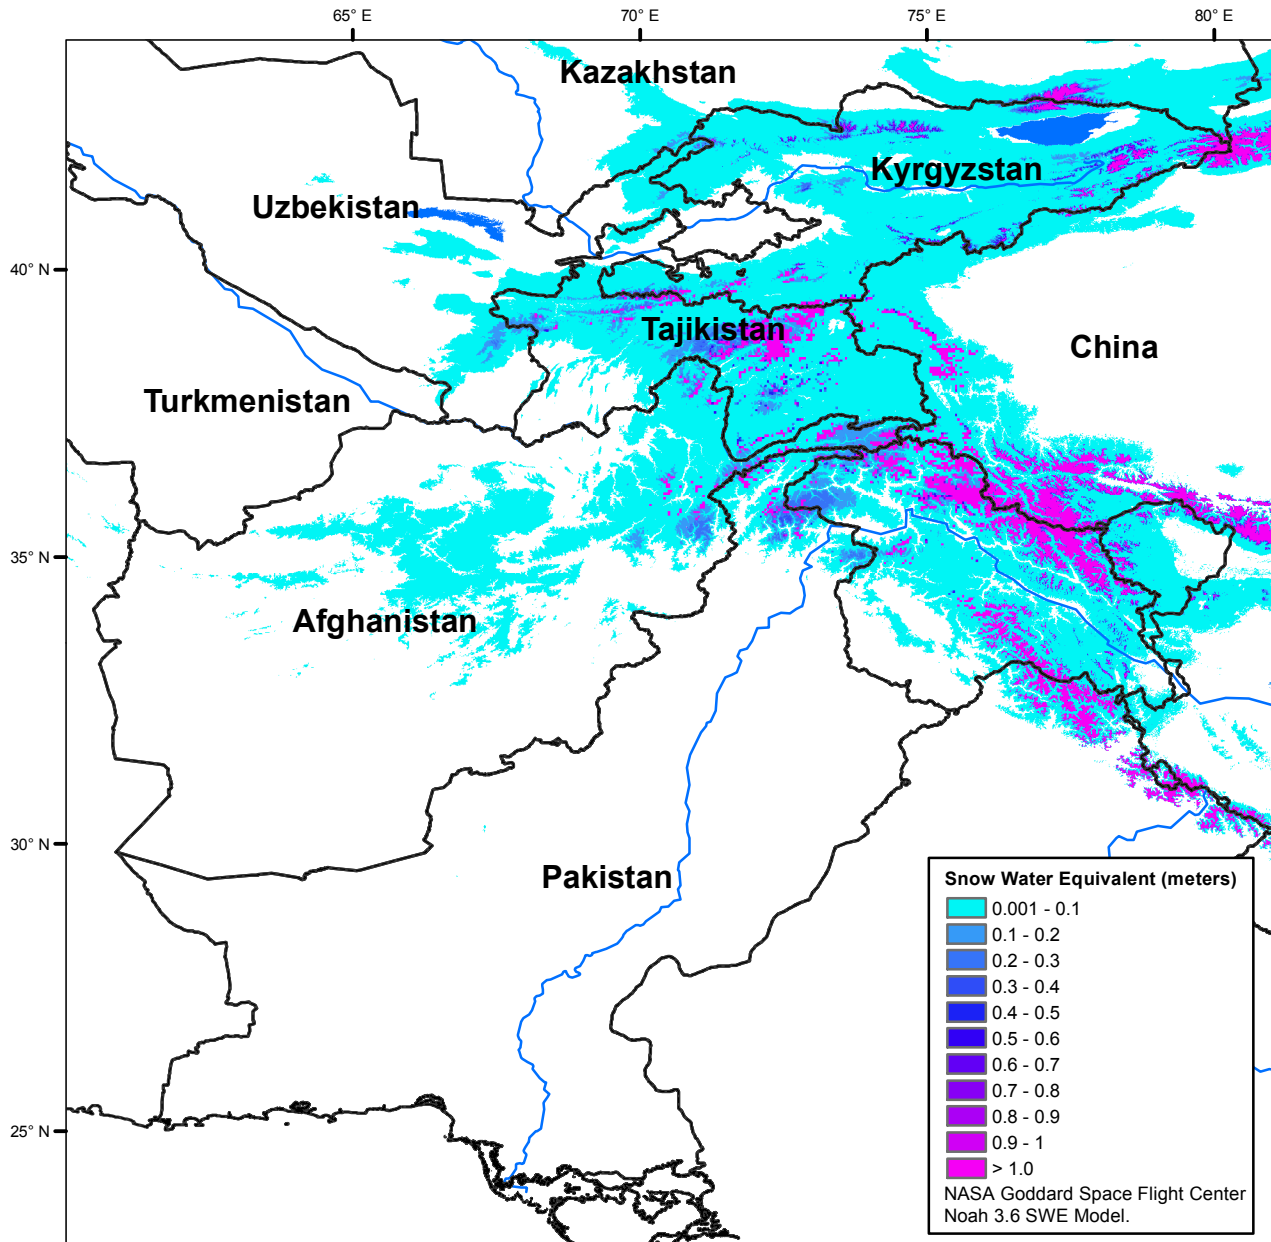 65° E
70° E
75° E
80° E
Kazakhstan
Kyrgyzstan
Uzbekistan
40° N
Tajikistan
China
Turkmenistan
35° N
Afghanistan
30° N
Pakistan
25° N
Snow Water Equivalent (meters)
0.001 - 0.1
0.1 - 0.2
0.2 - 0.3
0.3 - 0.4
0.4 - 0.5
0.5 - 0.6
0.6 - 0.7
0.7 - 0.8
0.8 - 0.9
0.9 - 1
> 1.0
NASA Goddard Space Flight Center
Noah 3.6 SWE Model.